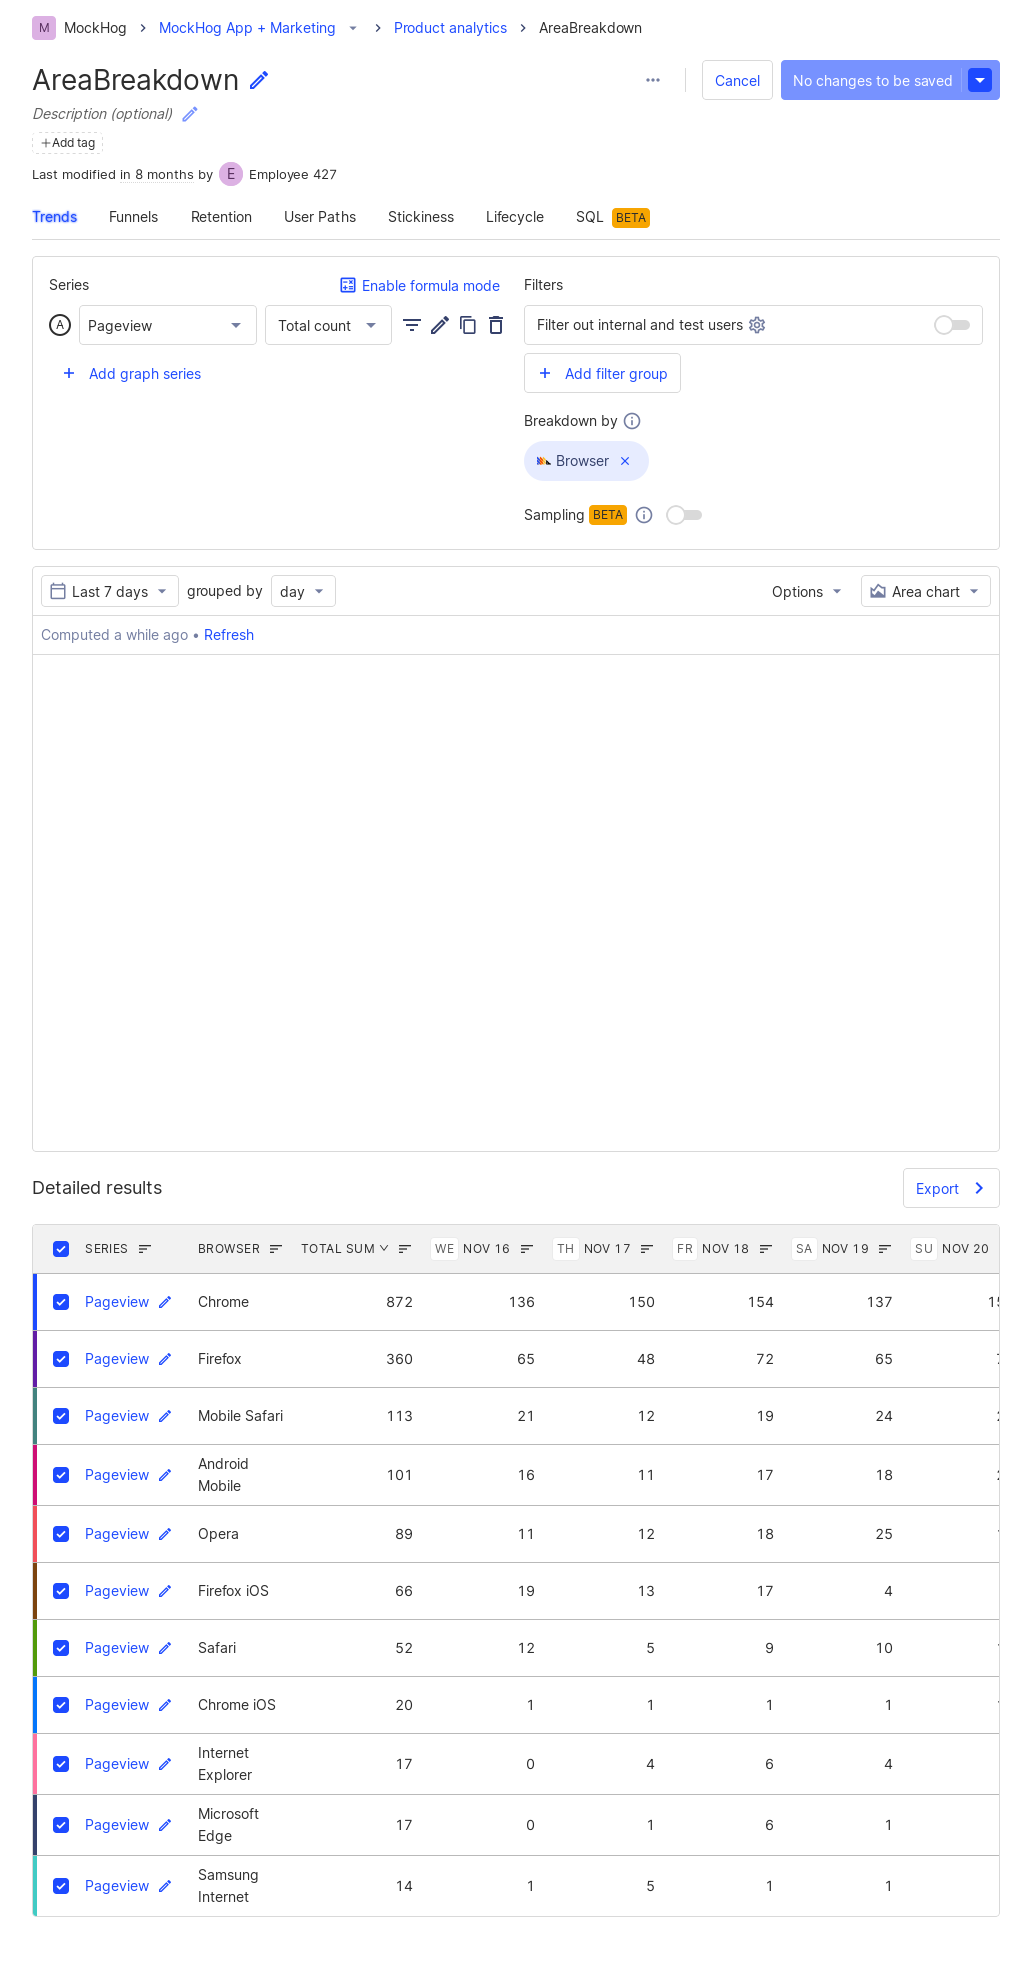 M MockHog > MockHog App + Marketing > Product analytics > AreaBreakdown
AreaBreakdown
Cancel No changes to be saved
Description (optional)
+Add tag
Last modified in 8 months by E Employee 427
Trends Funnels Retention User Paths Stickiness Lifecycle SQL BETA
Series Enable formula mode Filters
A Pageview Total count Filter out internal and test users
+ Add graph series + Add filter group
Breakdown by
Browser
Sampling BETA
Last 7 days grouped by day Options Area chart
Computed a while ago • Refresh
Detailed results Export
SERIES BROWSER TOTAL SUM WE NOV 16 TH NOV 17 FR NOV 18 SA NOV 19 SU NOV 20
Pageview Chrome 872 136 150 154 137
Pageview Firefox 360 65 48 72 65
Pageview Mobile Safari 113 21 12 19 24
Pageview Android Mobile 101 16 11 17 18
Pageview Opera 89 11 12 18 25
Pageview Firefox iOS 66 19 13 17 4
Pageview Safari 52 12 5 9 10
Pageview Chrome iOS 20 1 1 1 1
Pageview Internet Explorer 17 0 4 6 4
Pageview Microsoft Edge 17 0 1 6 1
Pageview Samsung Internet 14 1 5 1 1